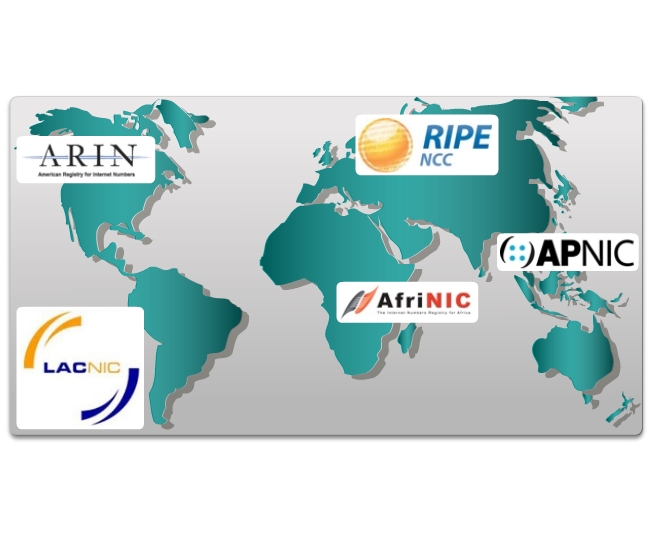 ARIN
American Registry for Internet Numbers
RIPE
NCC
APNIC
AfriNIC
The Internet Numbers Registry for Africa
LACNIC